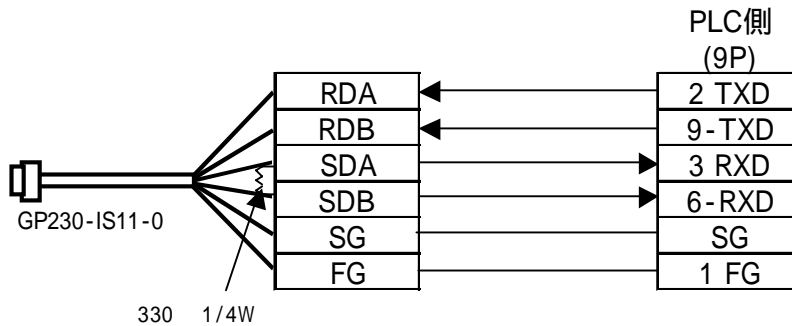 PLC側
(9P)
RDA 2 TXD
RDB 9-TXD
SDA 3 RXD
SDB 6-RXD
SG SG
FG 1 FG
GP230-IS11-0
330 1/4W